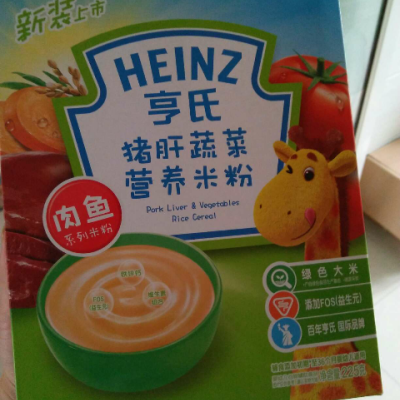 新装上市
HEINZ
亨氏
猪肝蔬菜
营养米粉
Pork Liver & Vegetables
Rice Cereal
肉鱼
系列米粉
绿色大米
添加FOS(益生元)
百年亨氏 国际品牌